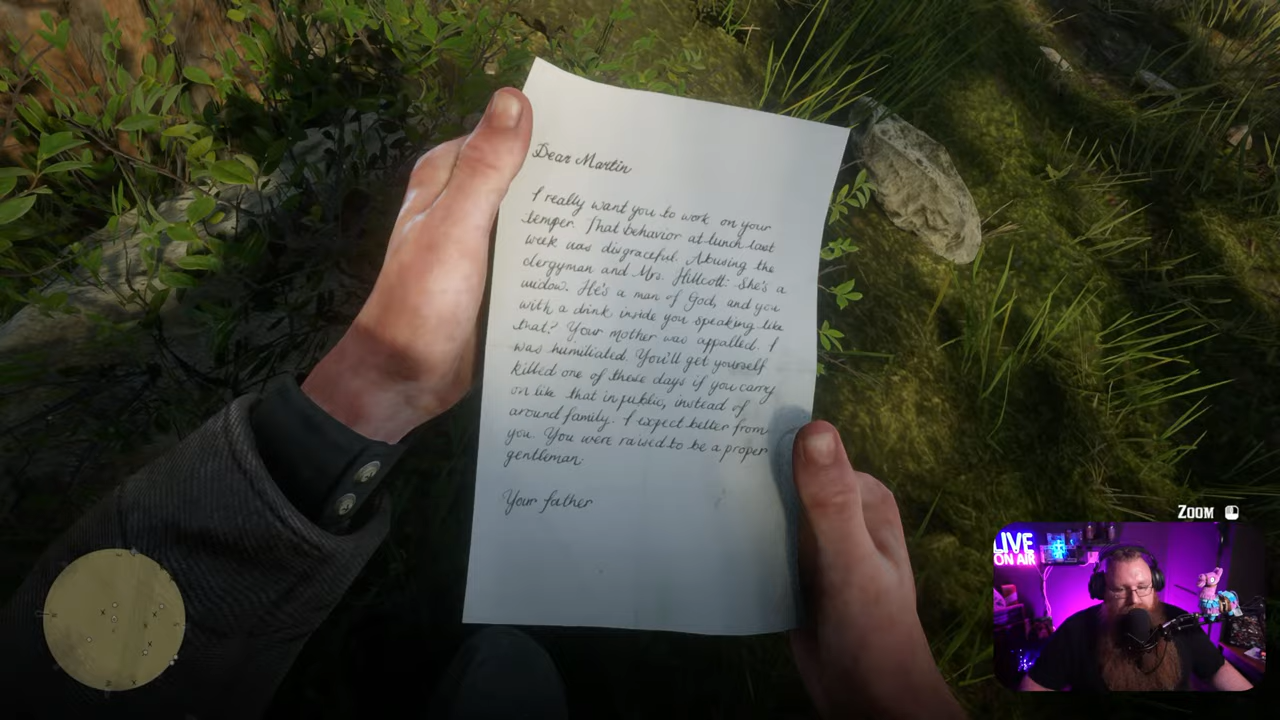 Dear Martin
I really want you to work on your
temper. That behavior at lunch last
week was disgraceful. Abusing the
clergyman and Mrs. Hillcott. She's a
widow. He's a man of God, and you
with a drink inside you speaking like
that? Your mother was appalled. I
was humiliated. You'll get yourself
killed one of these days if you carry
on like that in public, instead of
around family. I expect better from
you. You were raised to be a proper
gentleman.
Your father
ZOOM
LIVE
ON AIR